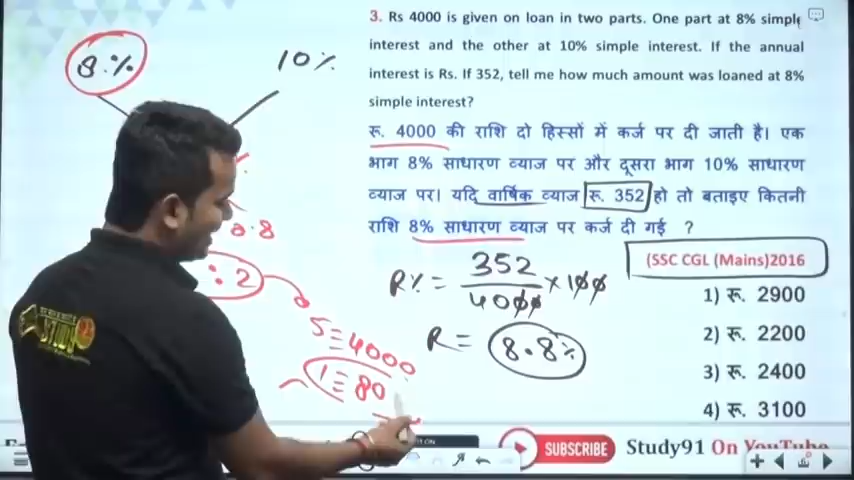 3. Rs 4000 is given on loan in two parts. One part at 8% simple
interest and the other at 10% simple interest. If the annual
interest is Rs. If 352, tell me how much amount was loaned at 8%
simple interest?
रू. 4000 की राशि दो हिस्सों में कर्ज पर दी जाती है। एक
भाग 8% साधारण व्याज पर और दूसरा भाग 10% साधारण
व्याज पर। यदि वार्षिक व्याज रू. 352 हो तो बताइए कितनी
राशि 8% साधारण व्याज पर कर्ज दी गई ?
(SSC CGL (Mains)2016
1) रू. 2900
2) रू. 2200
3) रू. 2400
4) रू. 3100
8%
10%
0.8
: 2
5 ≡ 4000
1 ≡ 80
R% = 352/4000 × 100
R = 8.8%
STUDY
SUBSCRIBE
Study91 On YouTube